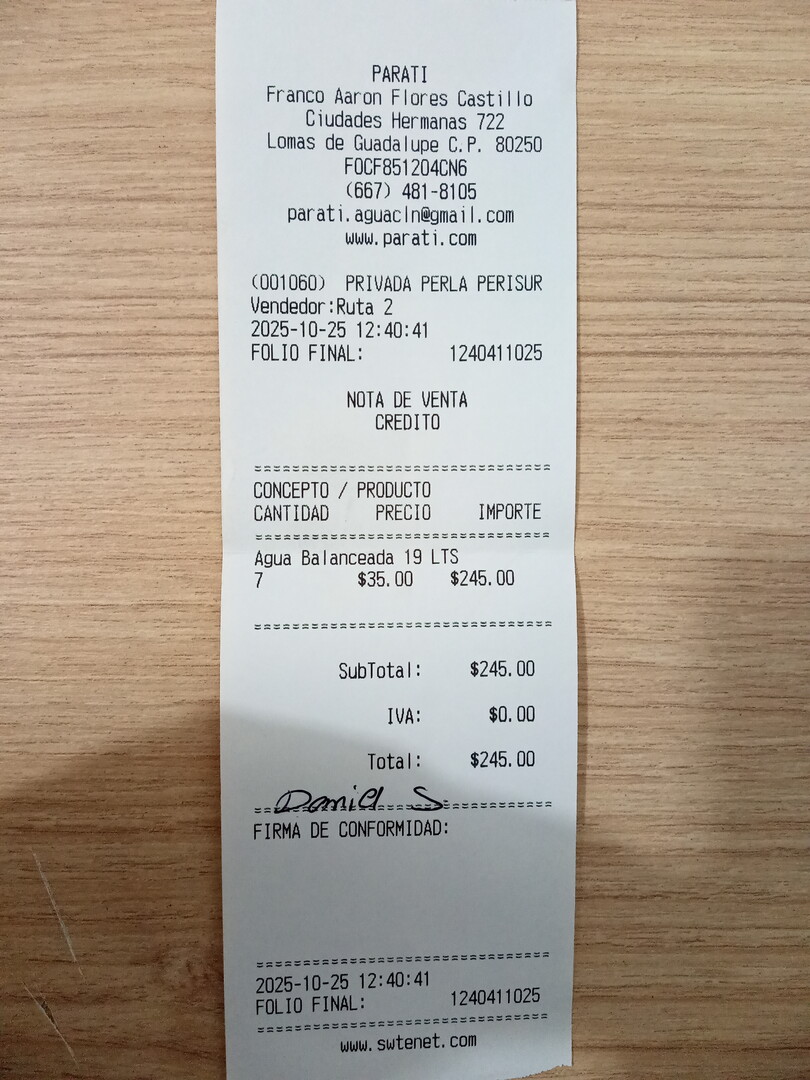 PARATI
Franco Aaron Flores Castillo
Ciudades Hermanas 722
Lomas de Guadalupe C.P. 80250
FOCF851204CN6
(667) 481-8105
parati.aguacln@gmail.com
www.parati.com
(001060) PRIVADA PERLA PERISUR
Vendedor:Ruta 2
2025-10-25 12:40:41
FOLIO FINAL: 1240411025
NOTA DE VENTA
CREDITO
===============================
CONCEPTO / PRODUCTO
CANTIDAD PRECIO IMPORTE
===============================
Agua Balanceada 19 LTS
7 $35.00 $245.00
===============================
SubTotal: $245.00
IVA: $0.00
Total: $245.00
Daniel S
===============================
FIRMA DE CONFORMIDAD:
===============================
2025-10-25 12:40:41
FOLIO FINAL: 1240411025
===============================
www.swtenet.com